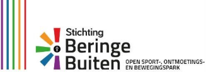 Stichting
Beringe
Buiten
OPEN SPORT-, ONTMOETINGS-
EN BEWEGINGSPARK